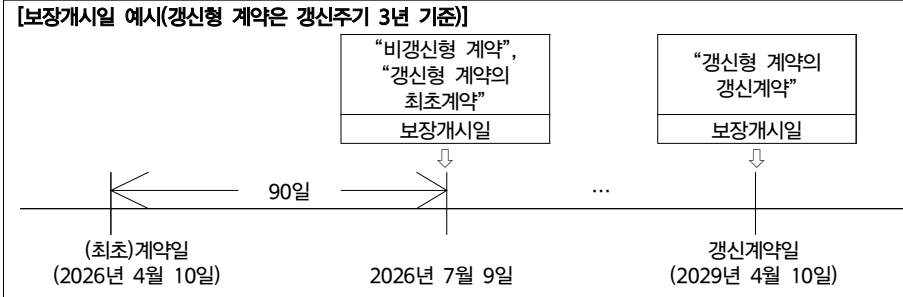 [보장개시일 예시(갱신형 계약은 갱신주기 3년 기준)]
“비갱신형 계약”,
“갱신형 계약의
최초계약”
보장개시일
“갱신형 계약의
갱신계약”
보장개시일
90일
...
(최초)계약일
(2026년 4월 10일)
2026년 7월 9일
갱신계약일
(2029년 4월 10일)